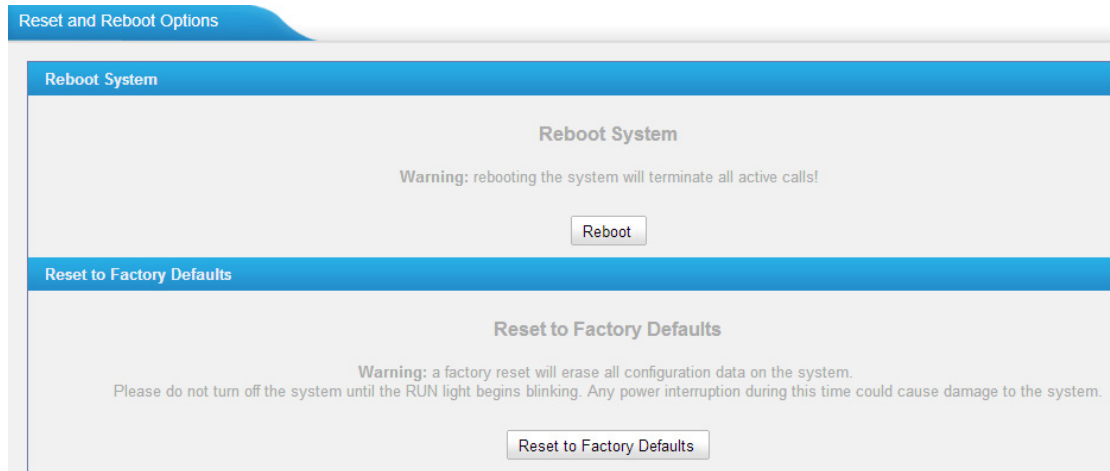 Reset and Reboot Options
Reboot System
Reboot System
Warning: rebooting the system will terminate all active calls!
Reboot
Reset to Factory Defaults
Reset to Factory Defaults
Warning: a factory reset will erase all configuration data on the system.
Please do not turn off the system until the RUN light begins blinking. Any power interruption during this time could cause damage to the system.
Reset to Factory Defaults